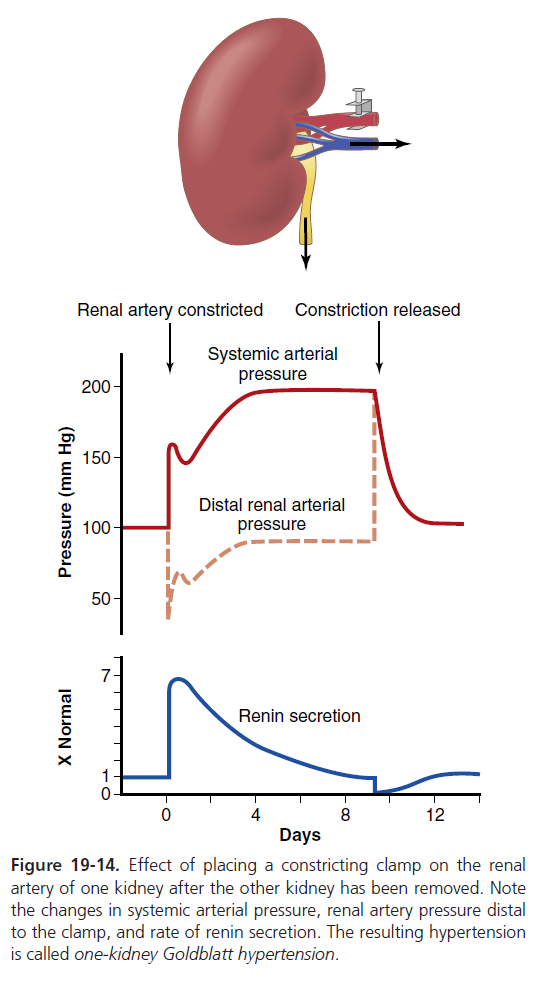 Renal artery constricted
Constriction released
Systemic arterial
pressure
200
150
Distal renal arterial
pressure
100
50
Pressure (mm Hg)
7
Renin secretion
1
0
X Normal
0
4
8
12
Days
Figure 19-14. Effect of placing a constricting clamp on the renal
artery of one kidney after the other kidney has been removed. Note
the changes in systemic arterial pressure, renal artery pressure distal
to the clamp, and rate of renin secretion. The resulting hypertension
is called one-kidney Goldblatt hypertension.